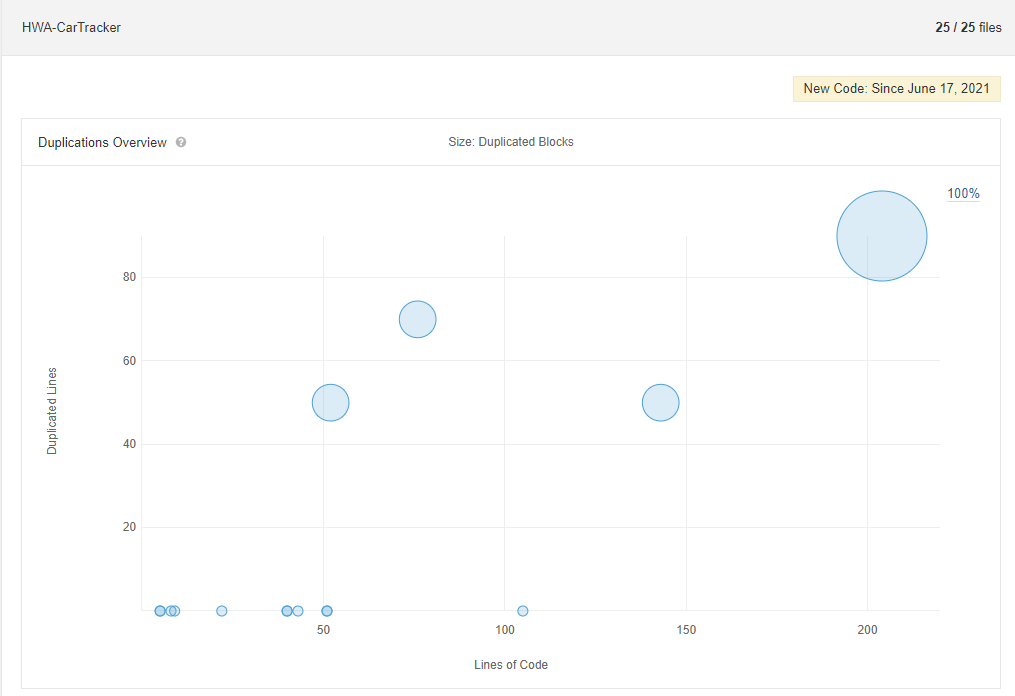 HWA-CarTracker 25 / 25 files
New Code: Since June 17, 2021
Duplications Overview ? Size: Duplicated Blocks
100%
80
60
40
20
Duplicated Lines
50 100 150 200
Lines of Code